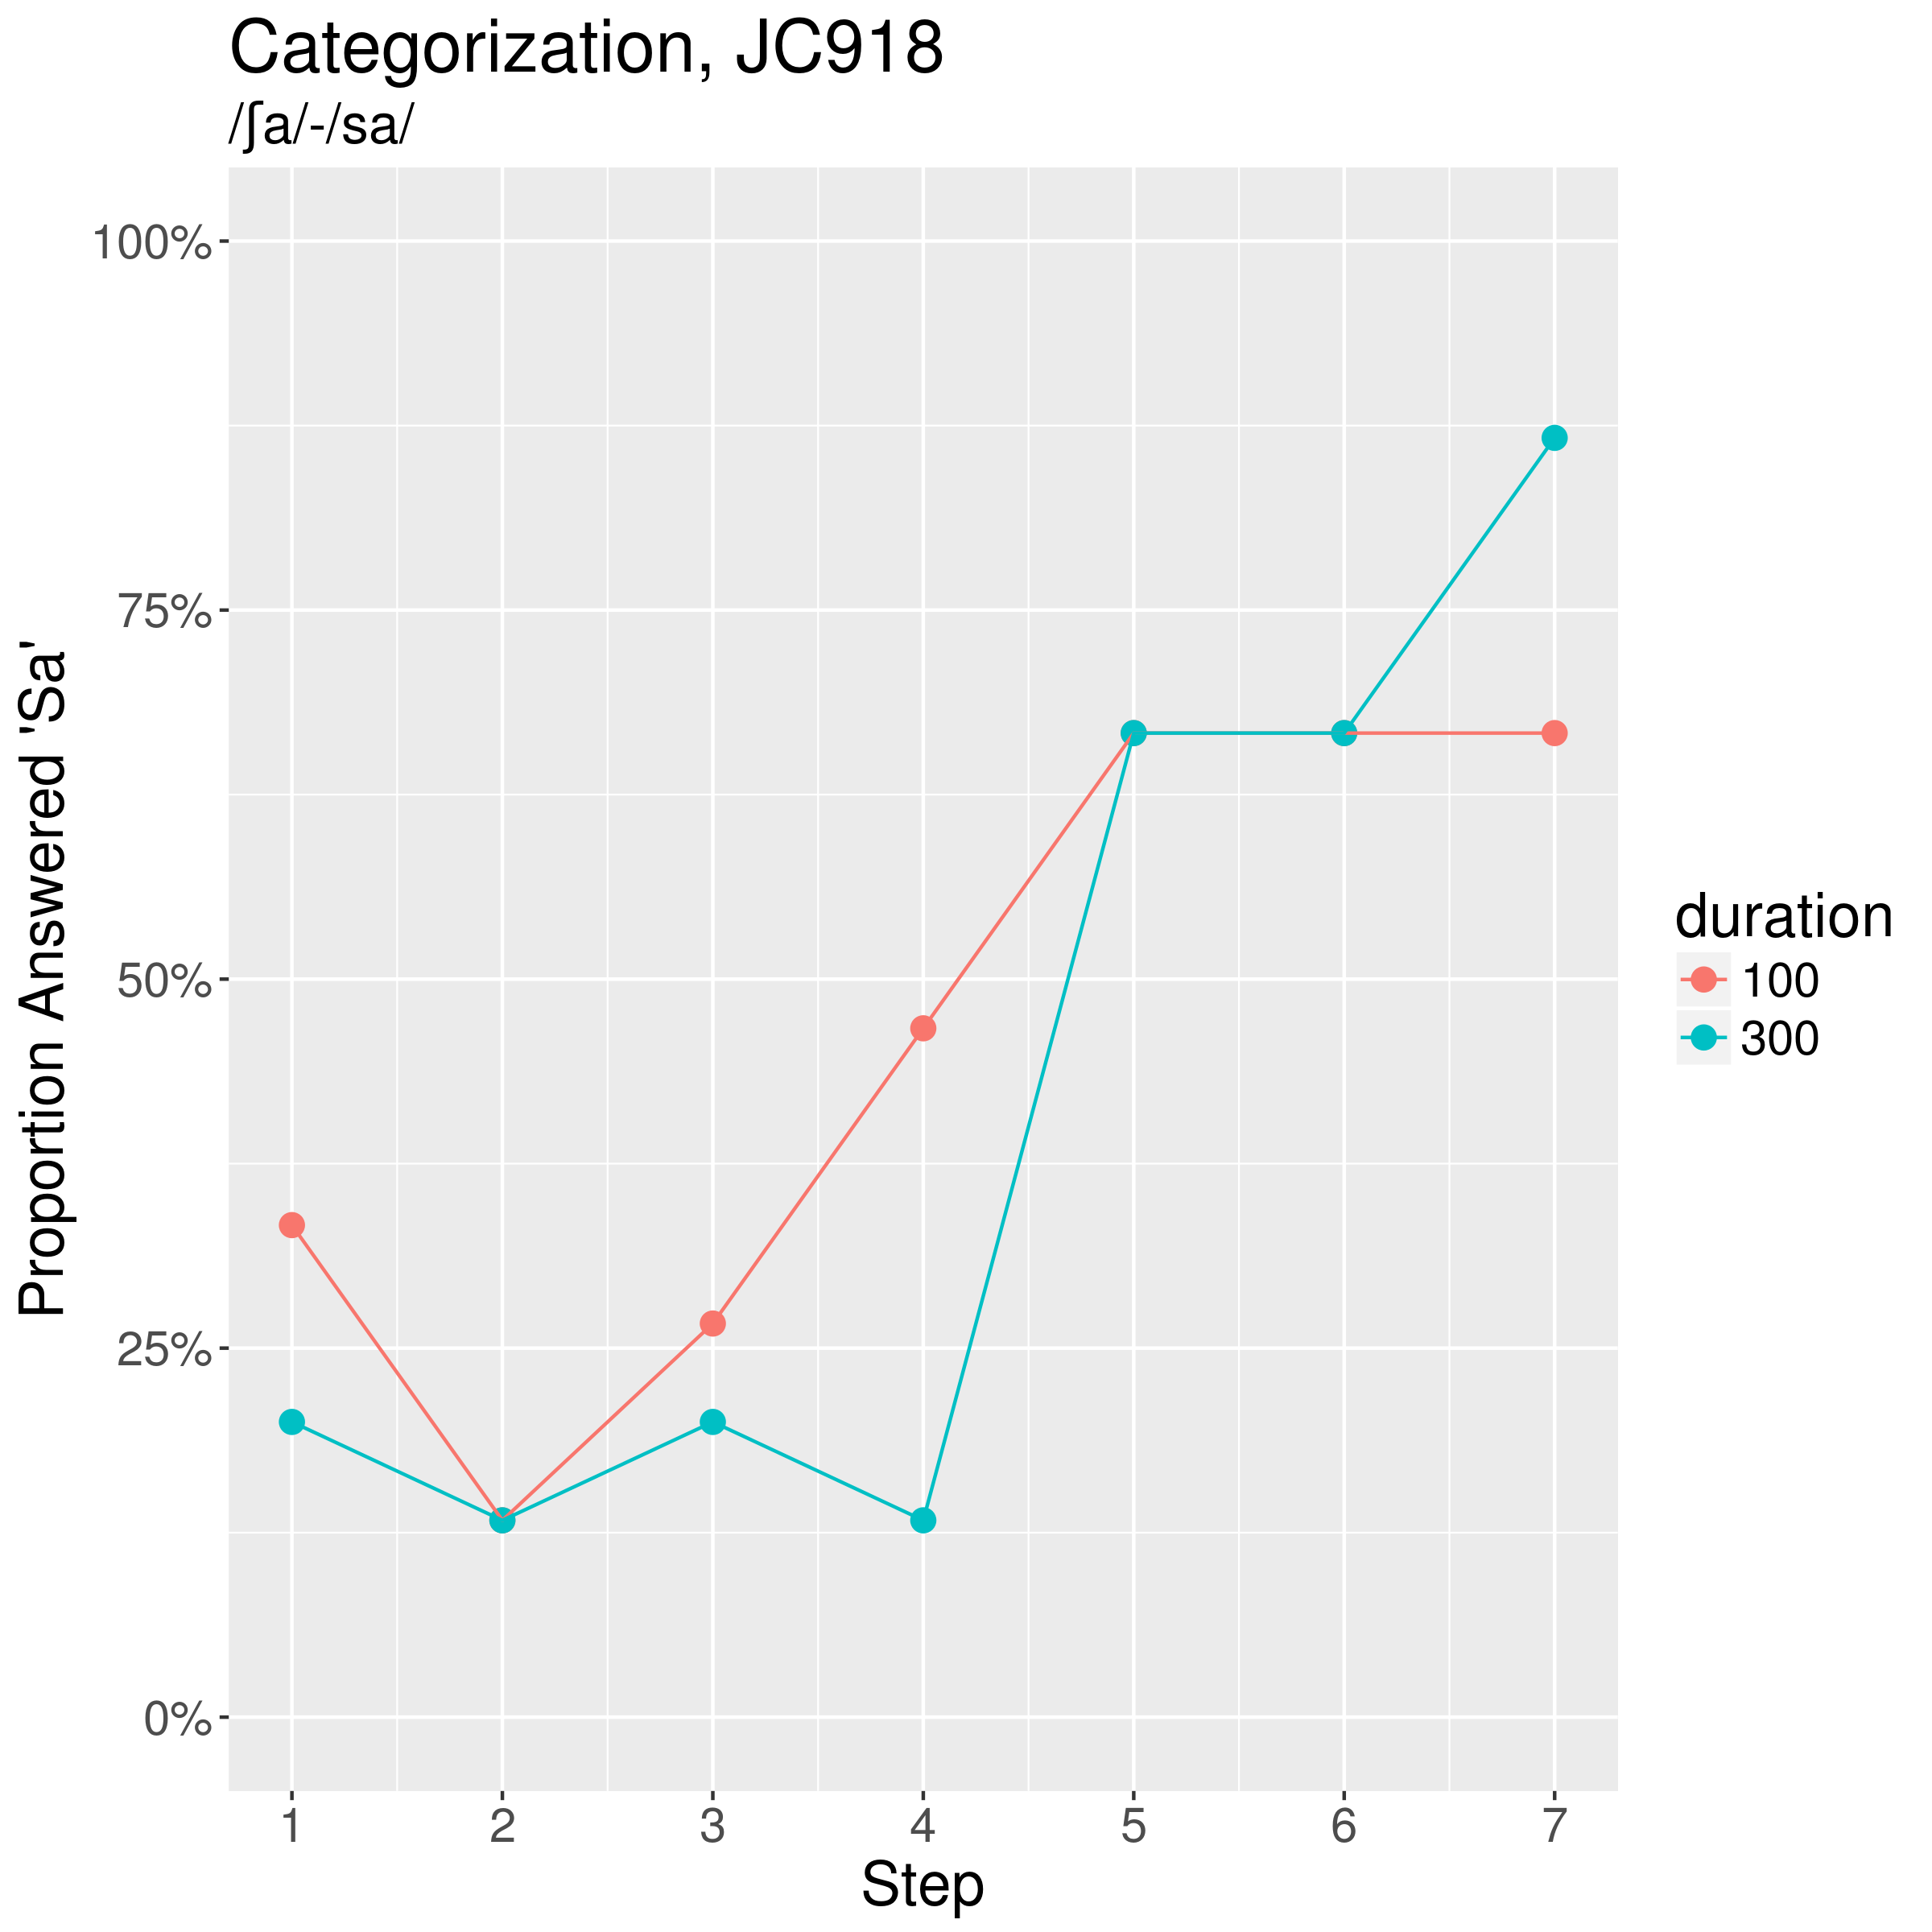 Categorization, JC918
/ʃa/-/sa/
Proportion Answered 'Sa'
100%
75%
50%
25%
0%
1 2 3 4 5 6 7
Step
duration
100
300